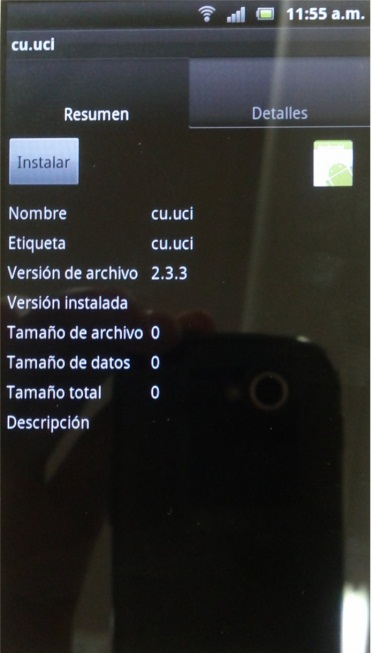 11:55 a.m.
cu.uci
Resumen Detalles
Instalar
Nombre cu.uci
Etiqueta cu.uci
Versión de archivo 2.3.3
Versión instalada
Tamaño de archivo 0
Tamaño de datos 0
Tamaño total 0
Descripción